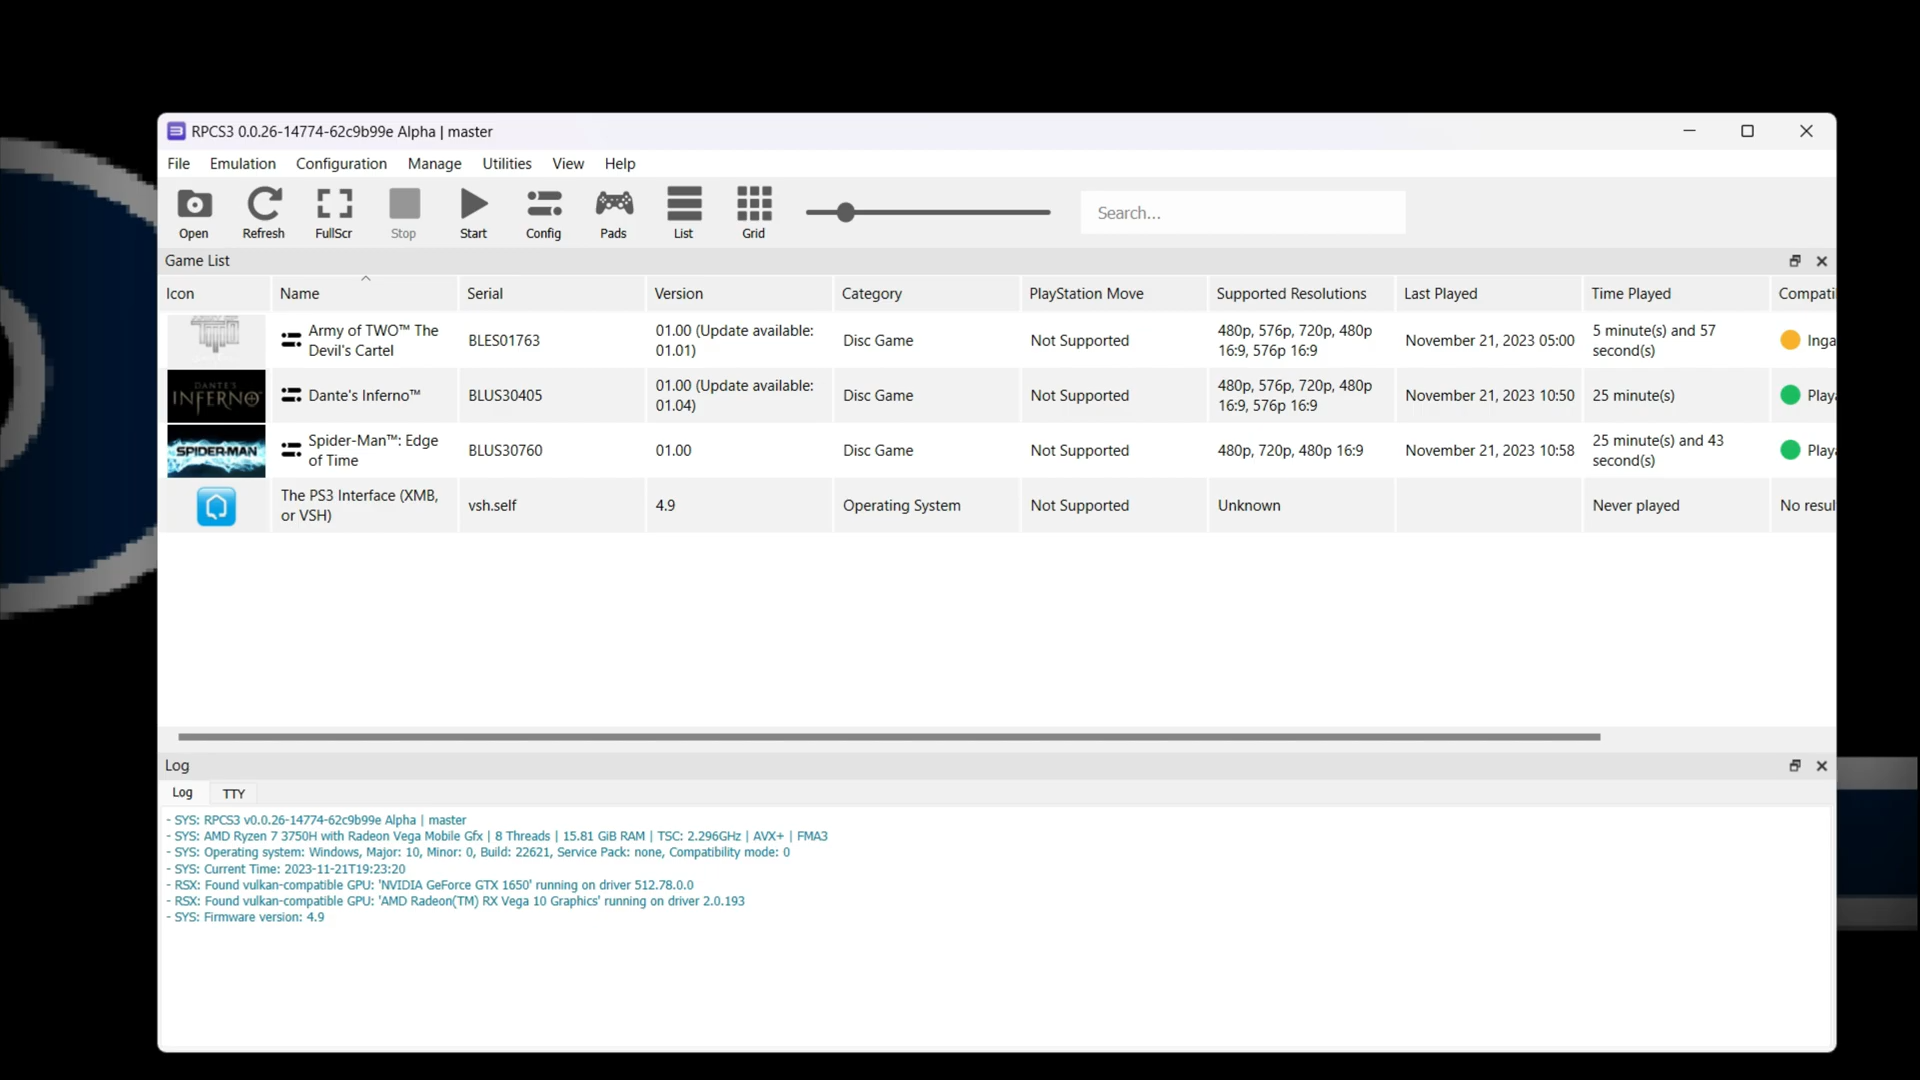 RPCS3 0.0.26-14774-62c9b99e Alpha | master
File Emulation Configuration Manage Utilities View Help
Open Refresh FullScr Stop Start Config Pads List Grid Search...
Game List
Icon Name Serial Version Category PlayStation Move Supported Resolutions Last Played Time Played Compati
Army of TWO™ The
Devil's Cartel
BLES01763
01.00 (Update available:
01.01)
Disc Game
Not Supported
480p, 576p, 720p, 480p
16:9, 576p 16:9
November 21, 2023 05:00
5 minute(s) and 57
second(s)
Inga
DANTE'S
INFERNO
Dante's Inferno™
BLUS30405
01.00 (Update available:
01.04)
Disc Game
Not Supported
480p, 576p, 720p, 480p
16:9, 576p 16:9
November 21, 2023 10:50
25 minute(s)
Playa
SPIDER-MAN
Spider-Man™: Edge
of Time
BLUS30760
01.00
Disc Game
Not Supported
480p, 720p, 480p 16:9
November 21, 2023 10:58
25 minute(s) and 43
second(s)
Playa
The PS3 Interface (XMB,
or VSH)
vsh.self
4.9
Operating System
Not Supported
Unknown
Never played
No resul
Log
Log TTY
- SYS: RPCS3 v0.0.26-14774-62c9b99e Alpha | master
- SYS: AMD Ryzen 7 3750H with Radeon Vega Mobile Gfx | 8 Threads | 15.81 GiB RAM | TSC: 2.296GHz | AVX+ | FMA3
- SYS: Operating system: Windows, Major: 10, Minor: 0, Build: 22621, Service Pack: none, Compatibility mode: 0
- SYS: Current Time: 2023-11-21T19:23:20
- RSX: Found vulkan-compatible GPU: 'NVIDIA GeForce GTX 1650' running on driver 512.78.0.0
- RSX: Found vulkan-compatible GPU: 'AMD Radeon(TM) RX Vega 10 Graphics' running on driver 2.0.193
- SYS: Firmware version: 4.9